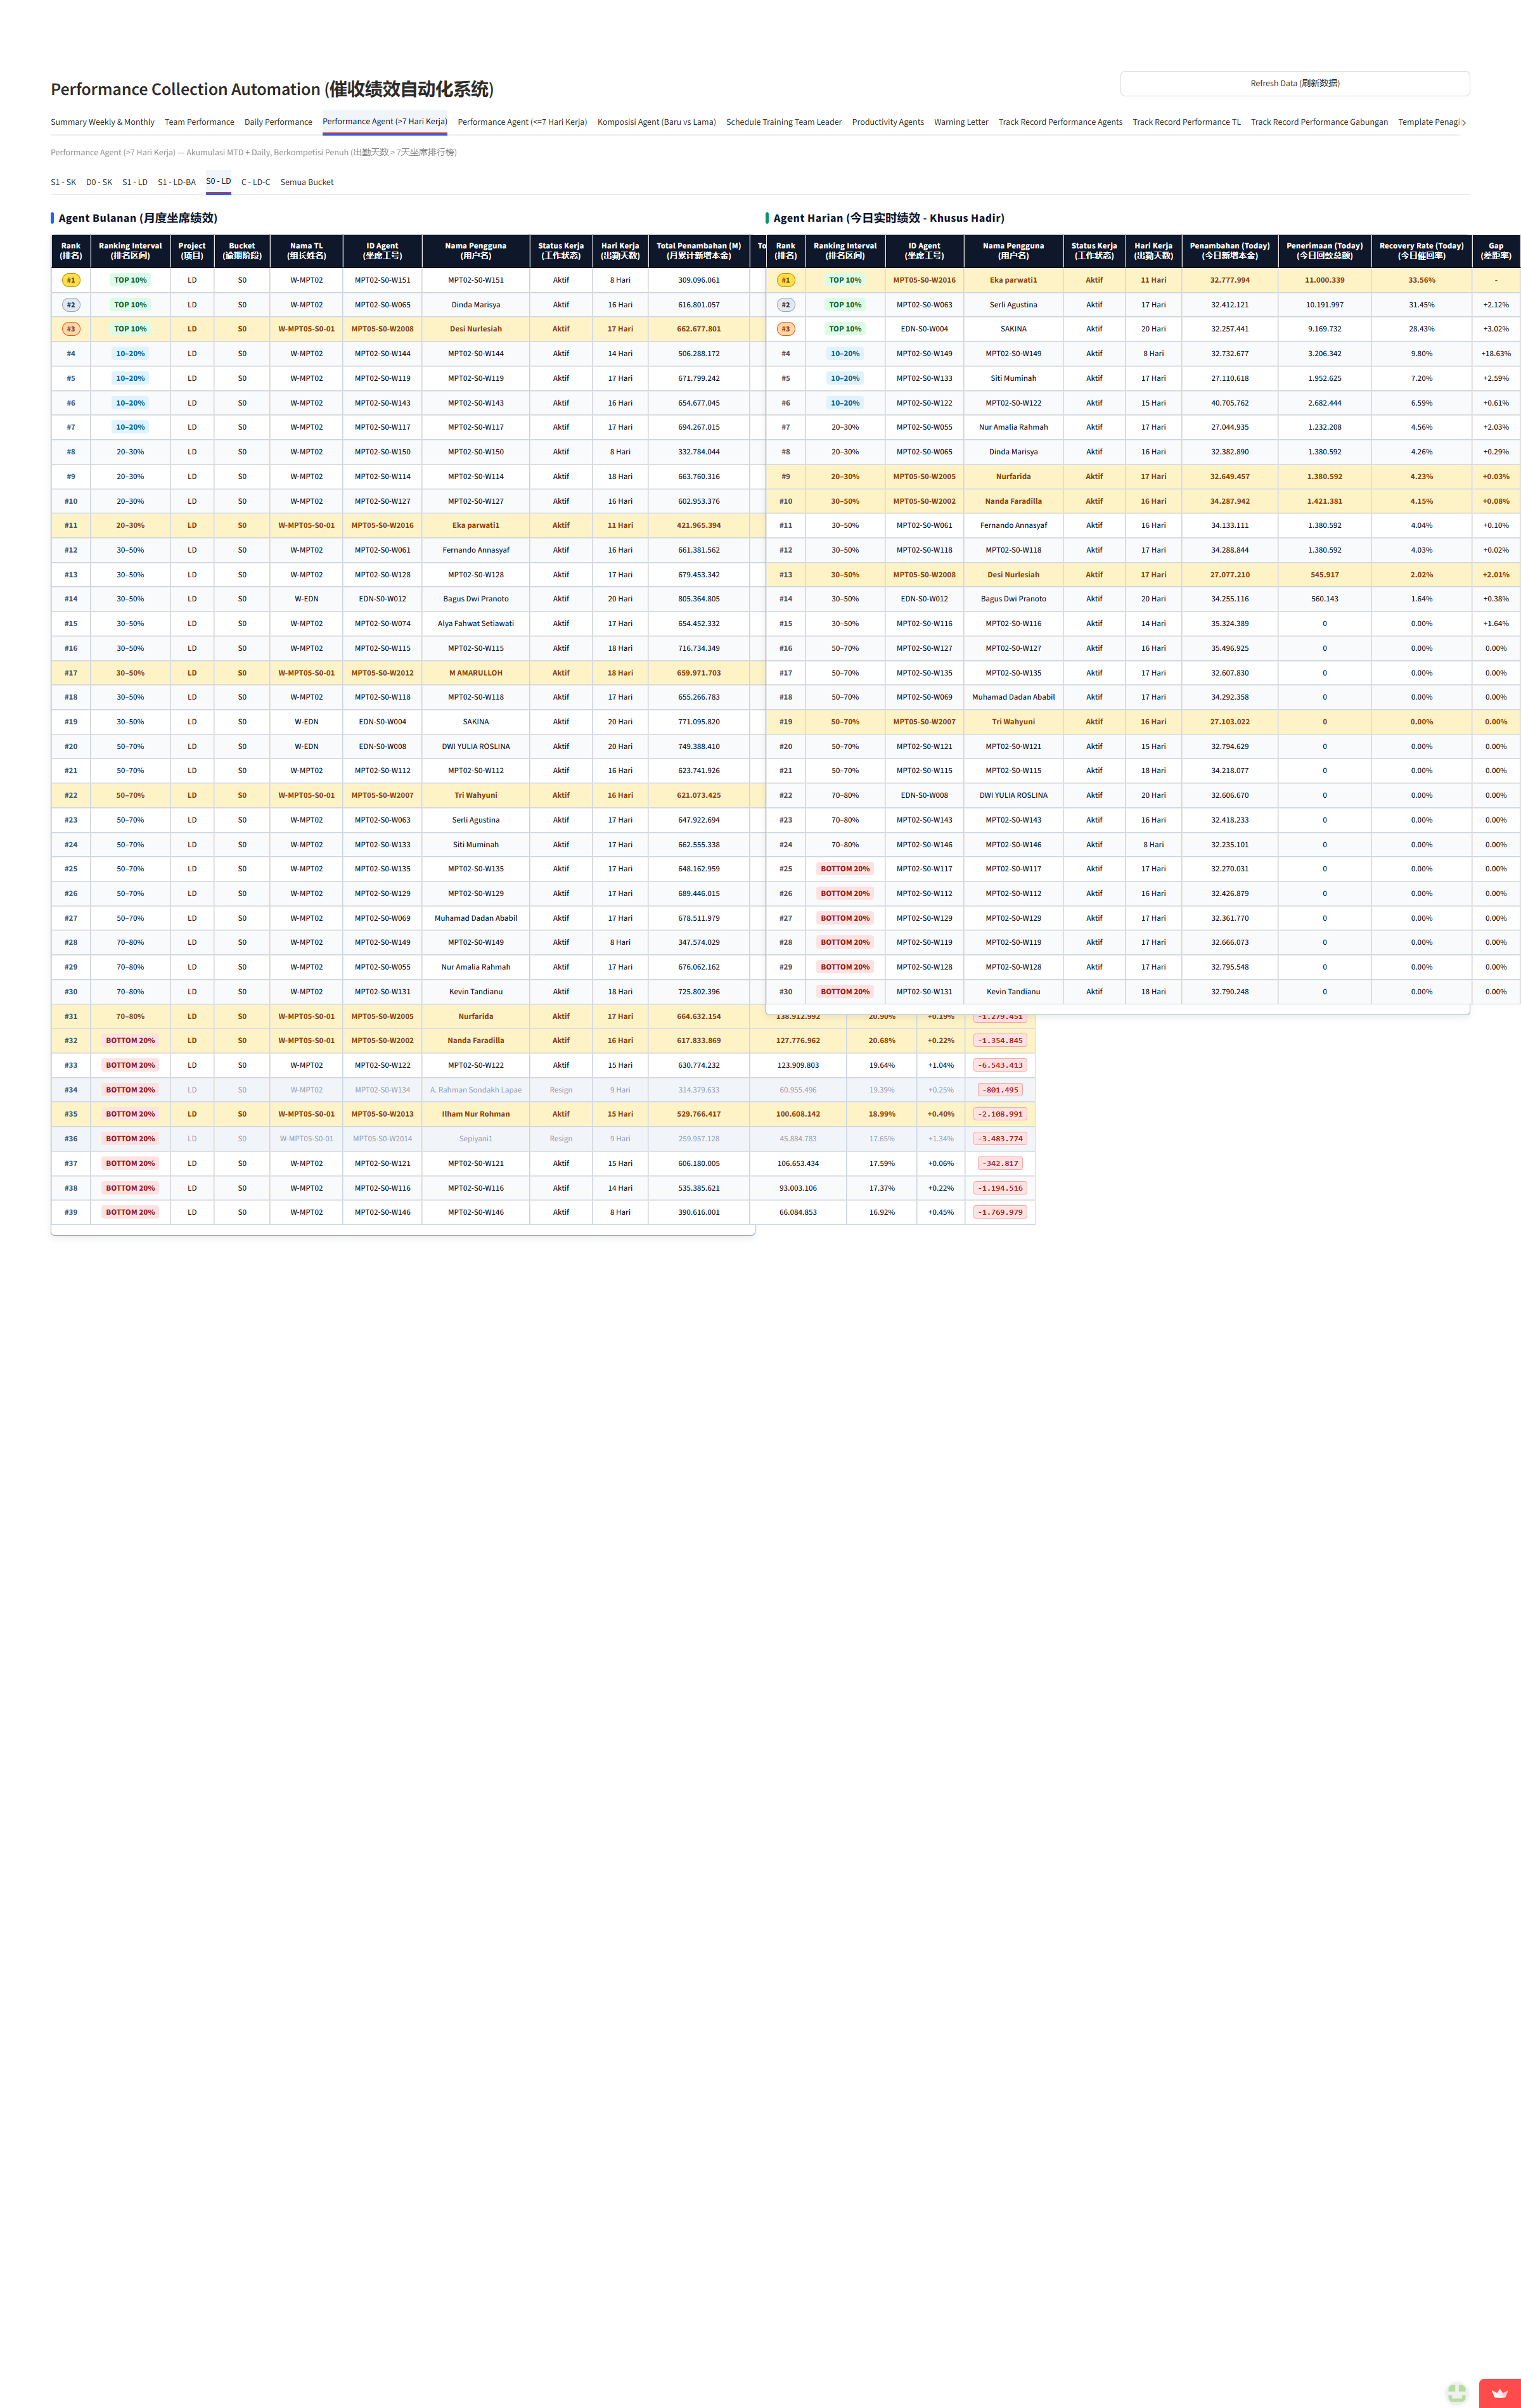 Performance Collection Automation (催收绩效自动化系统)
Refresh Data (刷新数据)
Summary Weekly & Monthly Team Performance Daily Performance Performance Agent (>7 Hari Kerja) Performance Agent (<=7 Hari Kerja) Komposisi Agent (Baru vs Lama) Schedule Training Team Leader Productivity Agents Warning Letter Track Record Performance Agents Track Record Performance TL Track Record Performance Gabungan Template Penagi
Performance Agent (>7 Hari Kerja) — Akumulasi MTD + Daily, Berkompetisi Penuh (出勤天数 > 7天坐席排行榜)
S1 - SK D0 - SK S1 - LD S1 - LD-BA S0 - LD C - LD-C Semua Bucket
Agent Bulanan (月度坐席绩效)
Rank Ranking Interval Project Bucket Nama TL ID Agent Nama Pengguna Status Kerja Hari Kerja Total Penambahan (M) To
(排名) (排名区间) (项目) (逾期阶段) (组长姓名) (坐席工号) (用户名) (工作状态) (出勤天数) (月累计新增本金)
#1 TOP 10% LD S0 W-MPT02 MPT02-S0-W151 MPT02-S0-W151 Aktif 8 Hari 309.096.061
#2 TOP 10% LD S0 W-MPT02 MPT02-S0-W065 Dinda Marisya Aktif 16 Hari 616.801.057
#3 TOP 10% LD S0 W-MPT05-S0-01 MPT05-S0-W2008 Desi Nurlesiah Aktif 17 Hari 662.677.801
#4 10–20% LD S0 W-MPT02 MPT02-S0-W144 MPT02-S0-W144 Aktif 14 Hari 506.288.172
#5 10–20% LD S0 W-MPT02 MPT02-S0-W119 MPT02-S0-W119 Aktif 17 Hari 671.799.242
#6 10–20% LD S0 W-MPT02 MPT02-S0-W143 MPT02-S0-W143 Aktif 16 Hari 654.677.045
#7 10–20% LD S0 W-MPT02 MPT02-S0-W117 MPT02-S0-W117 Aktif 17 Hari 694.267.015
#8 20–30% LD S0 W-MPT02 MPT02-S0-W150 MPT02-S0-W150 Aktif 8 Hari 332.784.044
#9 20–30% LD S0 W-MPT02 MPT02-S0-W114 MPT02-S0-W114 Aktif 18 Hari 663.760.316
#10 20–30% LD S0 W-MPT02 MPT02-S0-W127 MPT02-S0-W127 Aktif 16 Hari 602.953.376
#11 20–30% LD S0 W-MPT05-S0-01 MPT05-S0-W2016 Eka parwati1 Aktif 11 Hari 421.965.394
#12 30–50% LD S0 W-MPT02 MPT02-S0-W061 Fernando Annasyaf Aktif 16 Hari 661.381.562
#13 30–50% LD S0 W-MPT02 MPT02-S0-W128 MPT02-S0-W128 Aktif 17 Hari 679.453.342
#14 30–50% LD S0 W-EDN EDN-S0-W012 Bagus Dwi Pranoto Aktif 20 Hari 805.364.805
#15 30–50% LD S0 W-MPT02 MPT02-S0-W074 Alya Fahwat Setiawati Aktif 17 Hari 654.452.332
#16 30–50% LD S0 W-MPT02 MPT02-S0-W115 MPT02-S0-W115 Aktif 18 Hari 716.734.349
#17 30–50% LD S0 W-MPT05-S0-01 MPT05-S0-W2012 M AMARULLOH Aktif 18 Hari 659.971.703
#18 30–50% LD S0 W-MPT02 MPT02-S0-W118 MPT02-S0-W118 Aktif 17 Hari 655.266.783
#19 30–50% LD S0 W-EDN EDN-S0-W004 SAKINA Aktif 20 Hari 771.095.820
#20 50–70% LD S0 W-EDN EDN-S0-W008 DWI YULIA ROSLINA Aktif 20 Hari 749.388.410
#21 50–70% LD S0 W-MPT02 MPT02-S0-W112 MPT02-S0-W112 Aktif 16 Hari 623.741.926
#22 50–70% LD S0 W-MPT05-S0-01 MPT05-S0-W2007 Tri Wahyuni Aktif 16 Hari 621.073.425
#23 50–70% LD S0 W-MPT02 MPT02-S0-W063 Serli Agustina Aktif 17 Hari 647.922.694
#24 50–70% LD S0 W-MPT02 MPT02-S0-W133 Siti Muminah Aktif 17 Hari 662.555.338
#25 50–70% LD S0 W-MPT02 MPT02-S0-W135 MPT02-S0-W135 Aktif 17 Hari 648.162.959
#26 50–70% LD S0 W-MPT02 MPT02-S0-W129 MPT02-S0-W129 Aktif 17 Hari 689.446.015
#27 50–70% LD S0 W-MPT02 MPT02-S0-W069 Muhamad Dadan Ababil Aktif 17 Hari 678.511.979
#28 70–80% LD S0 W-MPT02 MPT02-S0-W149 MPT02-S0-W149 Aktif 8 Hari 347.574.029
#29 70–80% LD S0 W-MPT02 MPT02-S0-W055 Nur Amalia Rahmah Aktif 17 Hari 676.062.162
#30 70–80% LD S0 W-MPT02 MPT02-S0-W131 Kevin Tandianu Aktif 18 Hari 725.802.396
#31 70–80% LD S0 W-MPT05-S0-01 MPT05-S0-W2005 Nurfarida Aktif 17 Hari 664.632.154 138.912.992 20.90% +0.19% -1.279.451
#32 BOTTOM 20% LD S0 W-MPT05-S0-01 MPT05-S0-W2002 Nanda Faradilla Aktif 16 Hari 617.833.869 127.776.962 20.68% +0.22% -1.354.845
#33 BOTTOM 20% LD S0 W-MPT02 MPT02-S0-W122 MPT02-S0-W122 Aktif 15 Hari 630.774.232 123.909.803 19.64% +1.04% -6.543.413
#34 BOTTOM 20% LD S0 W-MPT02 MPT02-S0-W134 A. Rahman Sondakh Lapae Resign 9 Hari 314.379.633 60.955.496 19.39% +0.25% -801.495
#35 BOTTOM 20% LD S0 W-MPT05-S0-01 MPT05-S0-W2013 Ilham Nur Rohman Aktif 15 Hari 529.766.417 100.608.142 18.99% +0.40% -2.108.991
#36 BOTTOM 20% LD S0 W-MPT05-S0-01 MPT05-S0-W2014 Sepiyani1 Resign 9 Hari 259.957.128 45.884.783 17.65% +1.34% -3.483.774
#37 BOTTOM 20% LD S0 W-MPT02 MPT02-S0-W121 MPT02-S0-W121 Aktif 15 Hari 606.180.005 106.653.434 17.59% +0.06% -342.817
#38 BOTTOM 20% LD S0 W-MPT02 MPT02-S0-W116 MPT02-S0-W116 Aktif 14 Hari 535.385.621 93.003.106 17.37% +0.22% -1.194.516
#39 BOTTOM 20% LD S0 W-MPT02 MPT02-S0-W146 MPT02-S0-W146 Aktif 8 Hari 390.616.001 66.084.853 16.92% +0.45% -1.769.979
Agent Harian (今日实时绩效 - Khusus Hadir)
Rank Ranking Interval ID Agent Nama Pengguna Status Kerja Hari Kerja Penambahan (Today) Penerimaan (Today) Recovery Rate (Today) Gap
(排名) (排名区间) (坐席工号) (用户名) (工作状态) (出勤天数) (今日新增本金) (今日回款总额) (今日催回率) (差距率)
#1 TOP 10% MPT05-S0-W2016 Eka parwati1 Aktif 11 Hari 32.777.994 11.000.339 33.56% -
#2 TOP 10% MPT02-S0-W063 Serli Agustina Aktif 17 Hari 32.412.121 10.191.997 31.45% +2.12%
#3 TOP 10% EDN-S0-W004 SAKINA Aktif 20 Hari 32.257.441 9.169.732 28.43% +3.02%
#4 10–20% MPT02-S0-W149 MPT02-S0-W149 Aktif 8 Hari 32.732.677 3.206.342 9.80% +18.63%
#5 10–20% MPT02-S0-W133 Siti Muminah Aktif 17 Hari 27.110.618 1.952.625 7.20% +2.59%
#6 10–20% MPT02-S0-W122 MPT02-S0-W122 Aktif 15 Hari 40.705.762 2.682.444 6.59% +0.61%
#7 20–30% MPT02-S0-W055 Nur Amalia Rahmah Aktif 17 Hari 27.044.935 1.232.208 4.56% +2.03%
#8 20–30% MPT02-S0-W065 Dinda Marisya Aktif 16 Hari 32.382.890 1.380.592 4.26% +0.29%
#9 20–30% MPT05-S0-W2005 Nurfarida Aktif 17 Hari 32.649.457 1.380.592 4.23% +0.03%
#10 30–50% MPT05-S0-W2002 Nanda Faradilla Aktif 16 Hari 34.287.942 1.421.381 4.15% +0.08%
#11 30–50% MPT02-S0-W061 Fernando Annasyaf Aktif 16 Hari 34.133.111 1.380.592 4.04% +0.10%
#12 30–50% MPT02-S0-W118 MPT02-S0-W118 Aktif 17 Hari 34.288.844 1.380.592 4.03% +0.02%
#13 30–50% MPT05-S0-W2008 Desi Nurlesiah Aktif 17 Hari 27.077.210 545.917 2.02% +2.01%
#14 30–50% EDN-S0-W012 Bagus Dwi Pranoto Aktif 20 Hari 34.255.116 560.143 1.64% +0.38%
#15 30–50% MPT02-S0-W116 MPT02-S0-W116 Aktif 14 Hari 35.324.389 0 0.00% +1.64%
#16 50–70% MPT02-S0-W127 MPT02-S0-W127 Aktif 16 Hari 35.496.925 0 0.00% 0.00%
#17 50–70% MPT02-S0-W135 MPT02-S0-W135 Aktif 17 Hari 32.607.830 0 0.00% 0.00%
#18 50–70% MPT02-S0-W069 Muhamad Dadan Ababil Aktif 17 Hari 34.292.358 0 0.00% 0.00%
#19 50–70% MPT05-S0-W2007 Tri Wahyuni Aktif 16 Hari 27.103.022 0 0.00% 0.00%
#20 50–70% MPT02-S0-W121 MPT02-S0-W121 Aktif 15 Hari 32.794.629 0 0.00% 0.00%
#21 50–70% MPT02-S0-W115 MPT02-S0-W115 Aktif 18 Hari 34.218.077 0 0.00% 0.00%
#22 70–80% EDN-S0-W008 DWI YULIA ROSLINA Aktif 20 Hari 32.606.670 0 0.00% 0.00%
#23 70–80% MPT02-S0-W143 MPT02-S0-W143 Aktif 16 Hari 32.418.233 0 0.00% 0.00%
#24 70–80% MPT02-S0-W146 MPT02-S0-W146 Aktif 8 Hari 32.235.101 0 0.00% 0.00%
#25 BOTTOM 20% MPT02-S0-W117 MPT02-S0-W117 Aktif 17 Hari 32.270.031 0 0.00% 0.00%
#26 BOTTOM 20% MPT02-S0-W112 MPT02-S0-W112 Aktif 16 Hari 32.426.879 0 0.00% 0.00%
#27 BOTTOM 20% MPT02-S0-W129 MPT02-S0-W129 Aktif 17 Hari 32.361.770 0 0.00% 0.00%
#28 BOTTOM 20% MPT02-S0-W119 MPT02-S0-W119 Aktif 17 Hari 32.666.073 0 0.00% 0.00%
#29 BOTTOM 20% MPT02-S0-W128 MPT02-S0-W128 Aktif 17 Hari 32.795.548 0 0.00% 0.00%
#30 BOTTOM 20% MPT02-S0-W131 Kevin Tandianu Aktif 18 Hari 32.790.248 0 0.00% 0.00%